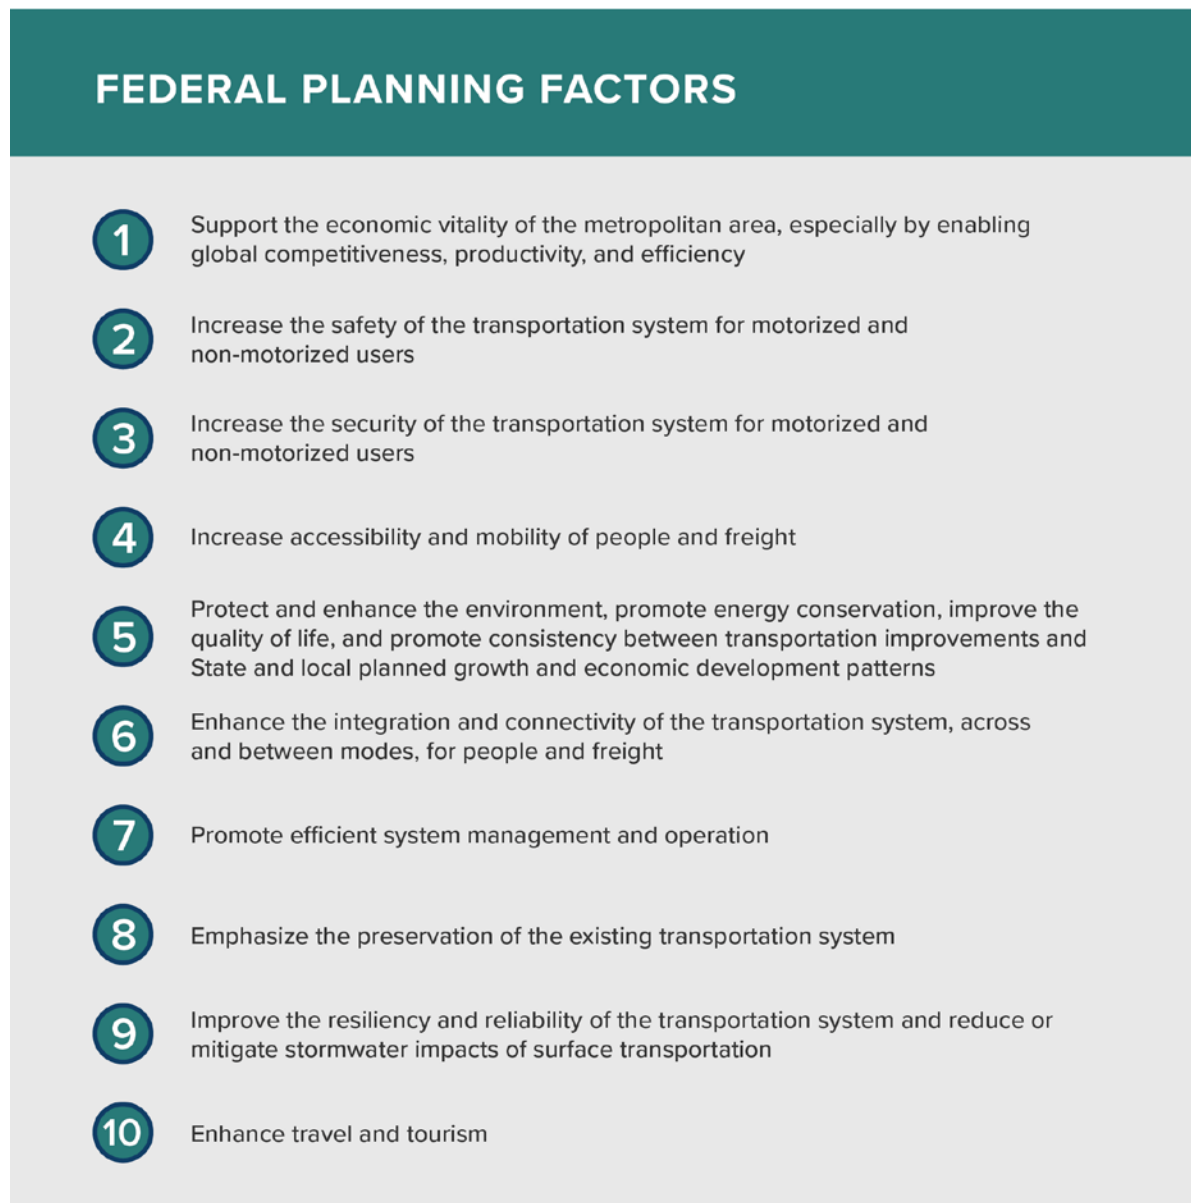 FEDERAL PLANNING FACTORS
1
Support the economic vitality of the metropolitan area, especially by enabling
global competitiveness, productivity, and efficiency
2
Increase the safety of the transportation system for motorized and
non-motorized users
3
Increase the security of the transportation system for motorized and
non-motorized users
4
Increase accessibility and mobility of people and freight
5
Protect and enhance the environment, promote energy conservation, improve the
quality of life, and promote consistency between transportation improvements and
State and local planned growth and economic development patterns
6
Enhance the integration and connectivity of the transportation system, across
and between modes, for people and freight
7
Promote efficient system management and operation
8
Emphasize the preservation of the existing transportation system
9
Improve the resiliency and reliability of the transportation system and reduce or
mitigate stormwater impacts of surface transportation
10
Enhance travel and tourism